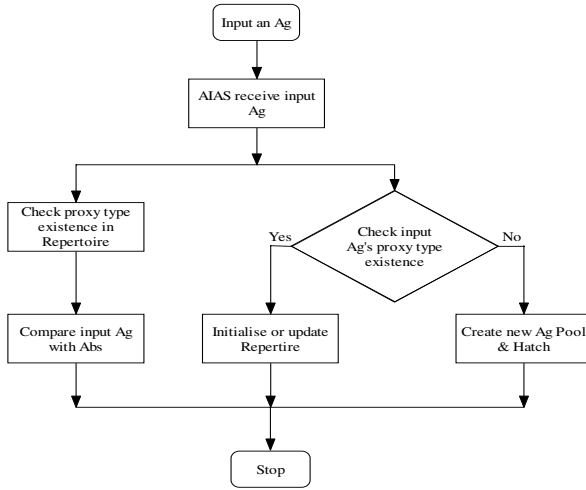 Input an Ag
AIAS receive input
Ag
Check proxy type
existence in
Repertoire
Check input
Ag's proxy type
existence
Yes
No
Compare input Ag
with Abs
Initialise or update
Repertire
Create new Ag Pool
& Hatch
Stop